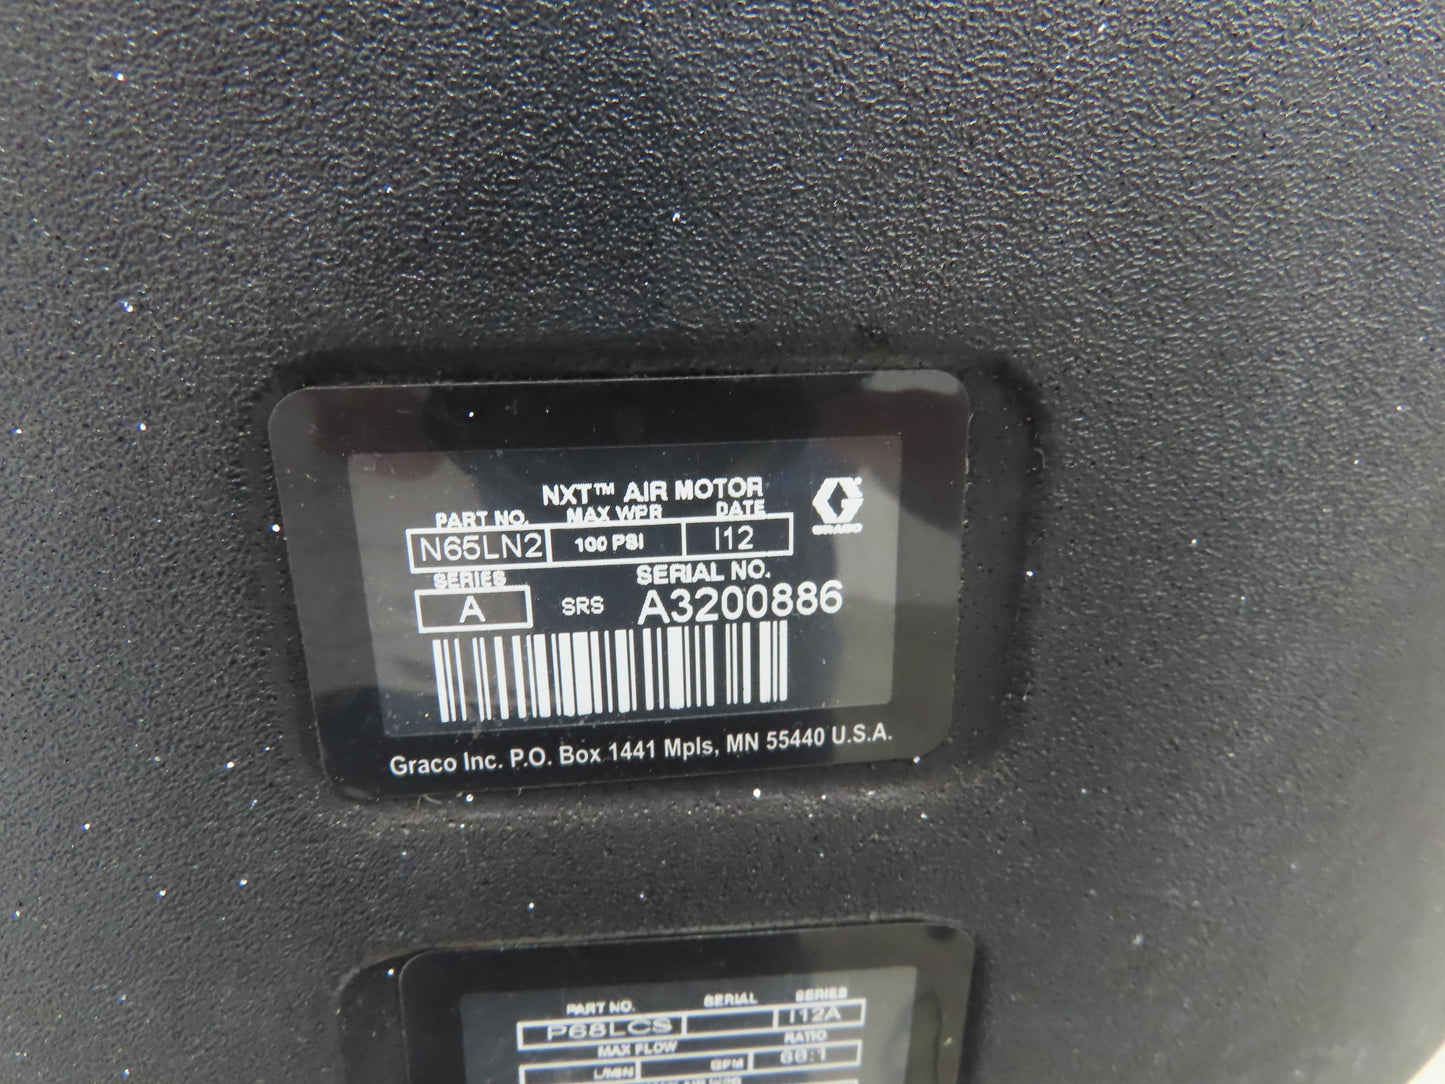 NXT™ AIR MOTOR
PART NO. MAX WPR DATE
N65LN2 100 PSI I12
GRACO
SERIES SERIAL NO.
A SRS A3200886
Graco Inc. P.O. Box 1441 Mpls, MN 55440 U.S.A.
PART NO. SERIAL SERIES
P68LCS I12A
MAX FLOW RATIO
L/MIN GPM 68:1